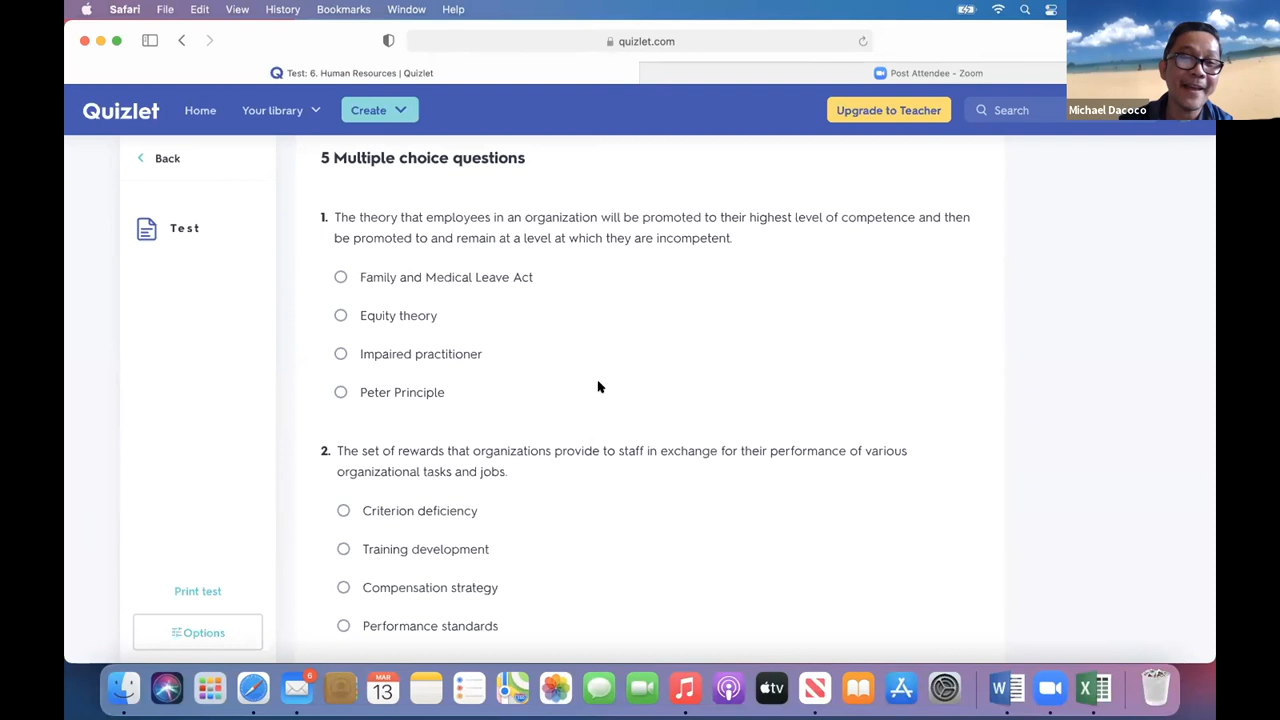 Safari File Edit View History Bookmarks Window Help
quizlet.com
Test: 6. Human Resources | Quizlet
Post Attendee - Zoom
Michael Dacoco
Quizlet
Home
Your library
Create
Upgrade to Teacher
Search
Back
Test
Print test
Options
5 Multiple choice questions
1. The theory that employees in an organization will be promoted to their highest level of competence and then
be promoted to and remain at a level at which they are incompetent.
Family and Medical Leave Act
Equity theory
Impaired practitioner
Peter Principle
2. The set of rewards that organizations provide to staff in exchange for their performance of various
organizational tasks and jobs.
Criterion deficiency
Training development
Compensation strategy
Performance standards
6
MAR
13
tv
W
X